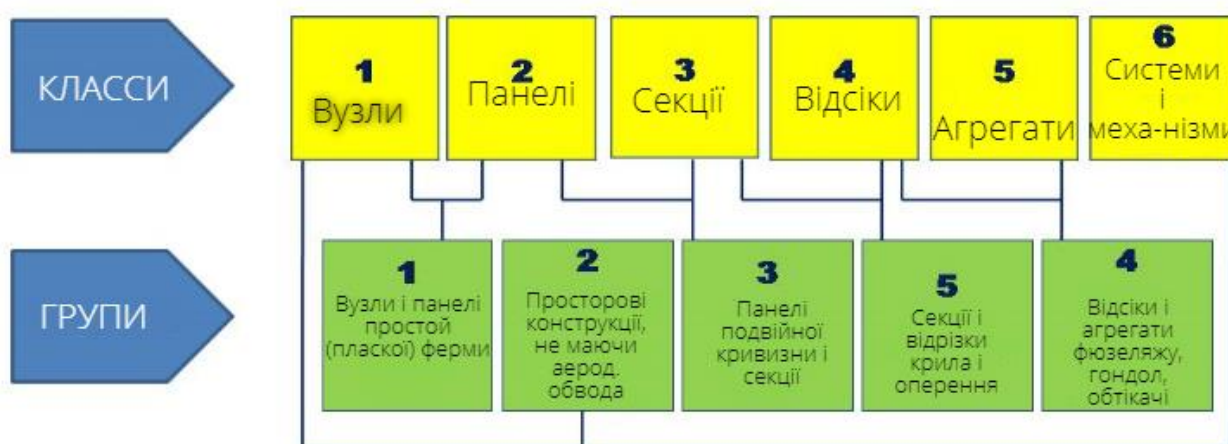 КЛАССИ
1
Вузли
2
Панелі
3
Секції
4
Відсіки
5
Агрегати
6
Системи
і
меха-нізми
ГРУПИ
1
Вузли і панелі
простой
(плаской) ферми
2
Просторові
конструкції,
не маючи
аерод.
обвода
3
Панелі
подвійної
кривизни і
секції
5
Секції і
відрізки
крила і
оперення
4
Відсіки і
агрегати
фюзеляжу,
гондол,
обтікачі